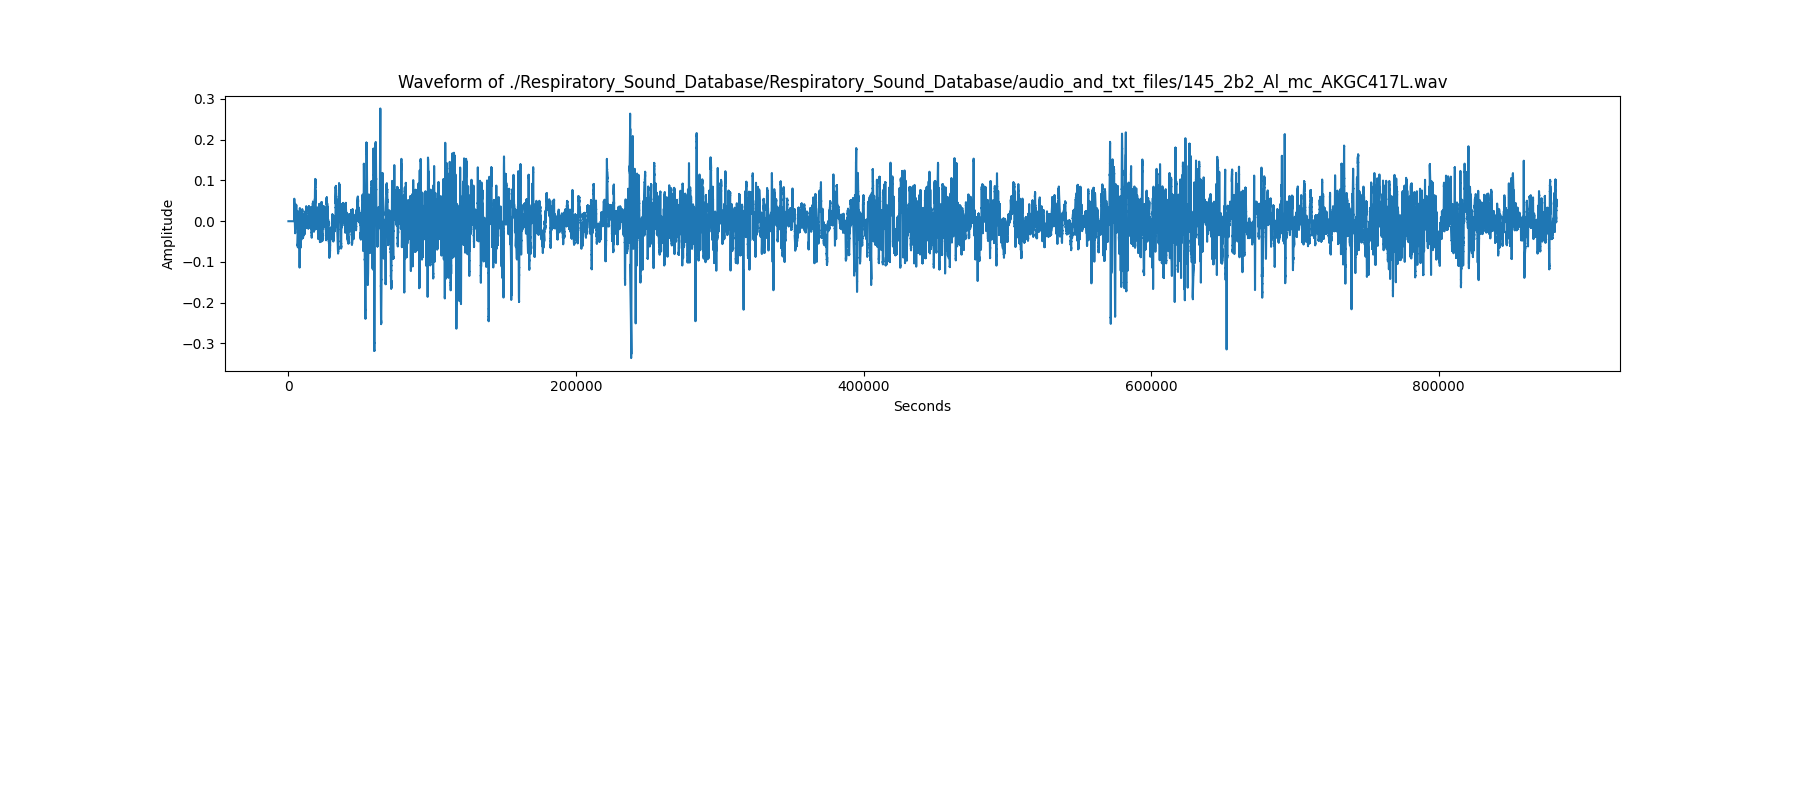 Waveform of ./Respiratory_Sound_Database/Respiratory_Sound_Database/audio_and_txt_files/145_2b2_Al_mc_AKGC417L.wav
0.3
0.2
0.1
0.0
−0.1
−0.2
−0.3
Amplitude
0 200000 400000 600000 800000
Seconds